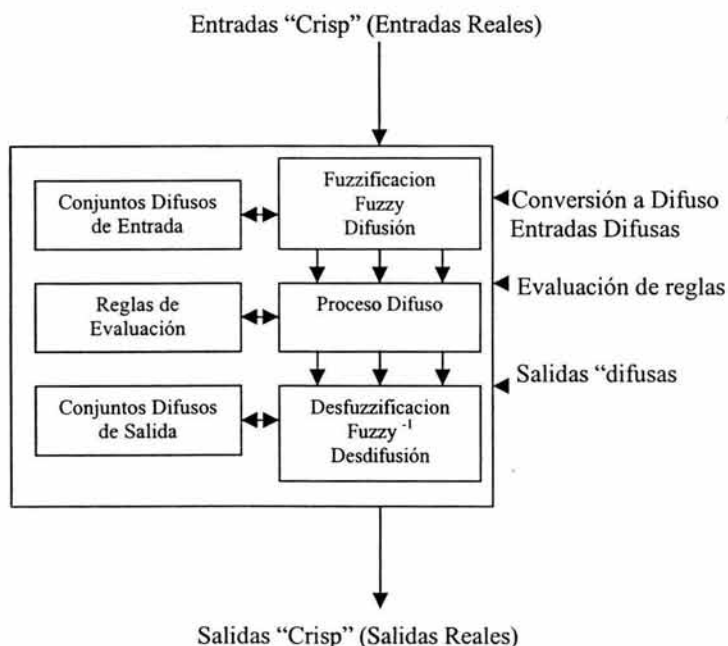 Entradas “Crisp” (Entradas Reales)
Conjuntos Difusos
de Entrada
Fuzzificacion
Fuzzy
Difusión
Conversión a Difuso
Entradas Difusas
Reglas de
Evaluación
Proceso Difuso
Evaluación de reglas
Conjuntos Difusos
de Salida
Desfuzzificacion
Fuzzy -1
Desdifusión
Salidas “difusas
Salidas “Crisp” (Salidas Reales)